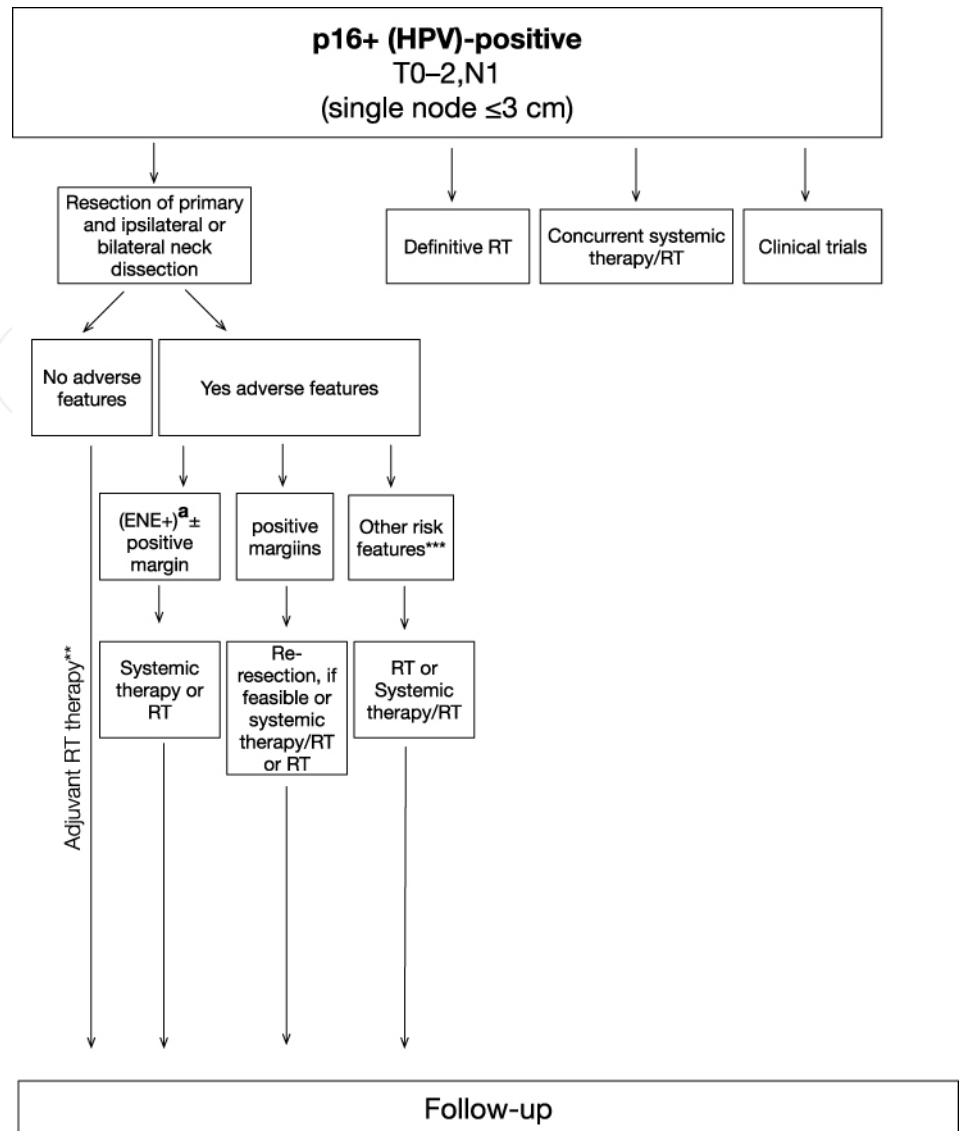 p16+ (HPV)-positive
T0–2,N1
(single node ≤3 cm)
Resection of primary
and ipsilateral or
bilateral neck
dissection
Definitive RT
Concurrent systemic
therapy/RT
Clinical trials
No adverse
features
Yes adverse features
(ENE+)a±
positive
margin
positive
margiins
Other risk
features***
Adjuvant RT therapy**
Systemic
therapy or
RT
Re-
resection, if
feasible or
systemic
therapy/RT
or RT
RT or
Systemic
therapy/RT
Follow-up